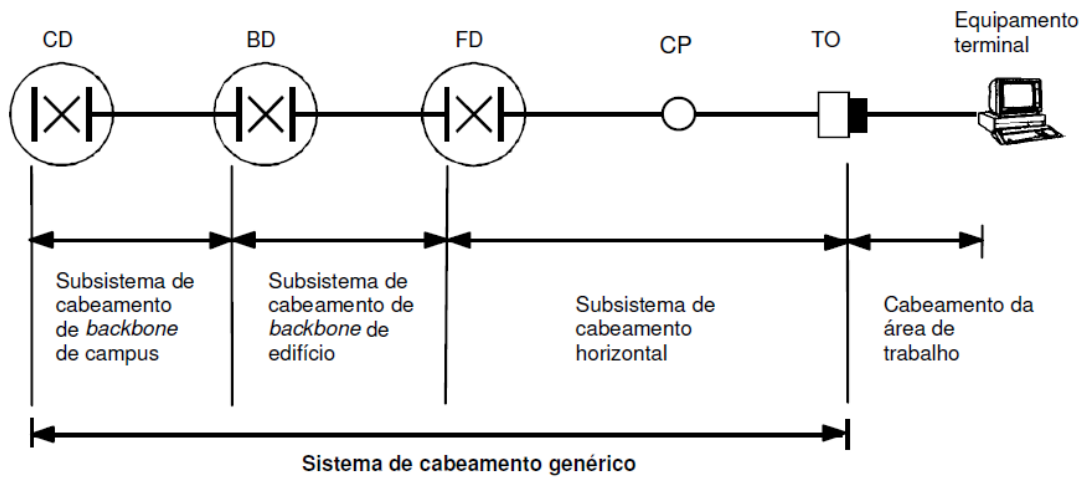 CD
BD
FD
CP
TO
Equipamento
terminal
Subsistema de
cabeamento
de backbone
de campus
Subsistema de
cabeamento de
backbone de
edifício
Subsistema de
cabeamento
horizontal
Cabeamento da
área de
trabalho
Sistema de cabeamento genérico